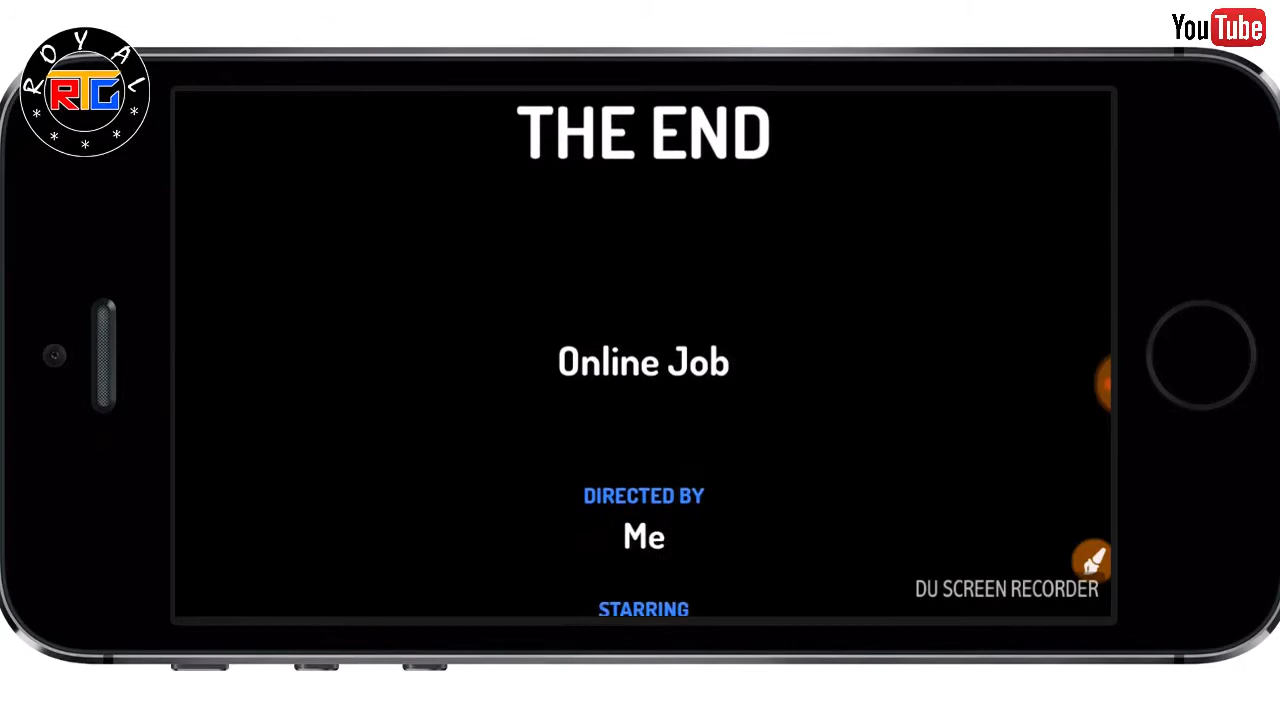 YouTube
ROYAL
RTG
* * * * *
THE END
Online Job
DIRECTED BY
Me
DU SCREEN RECORDER
STARRING